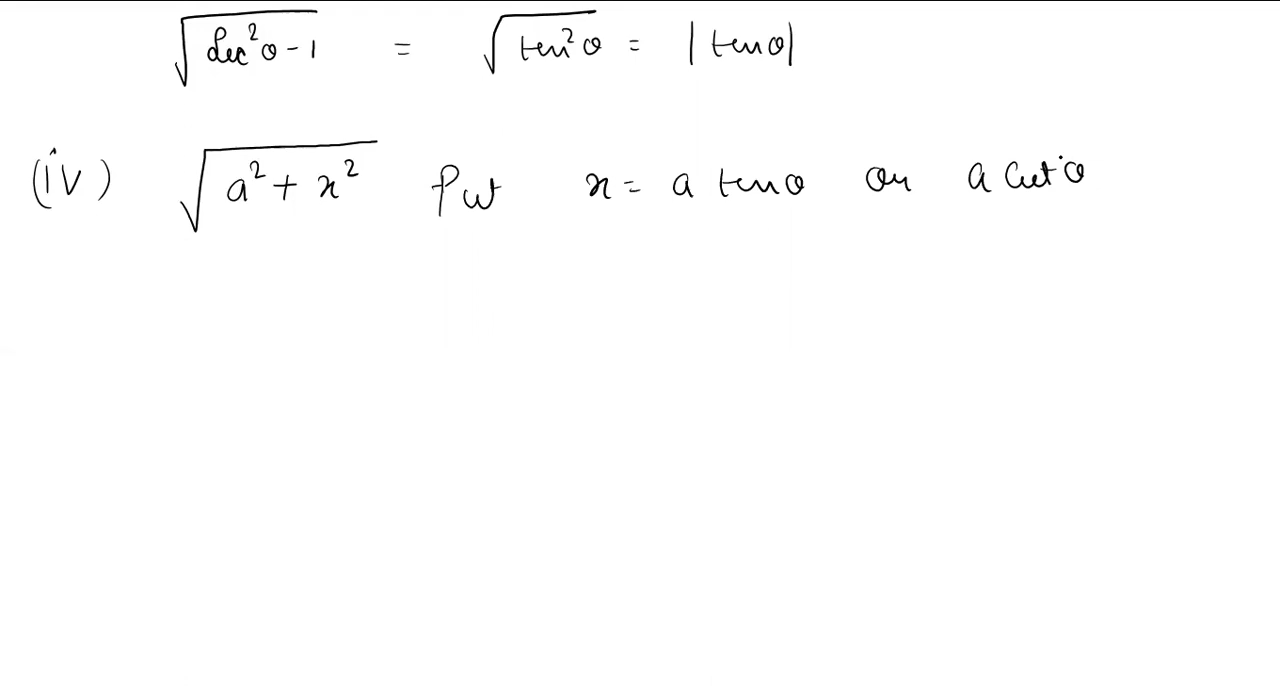 √(sec²θ - 1) = √(tan²θ) = |tanθ|
(iv) √(a² + x²) Put x = a tanθ or a cotθ